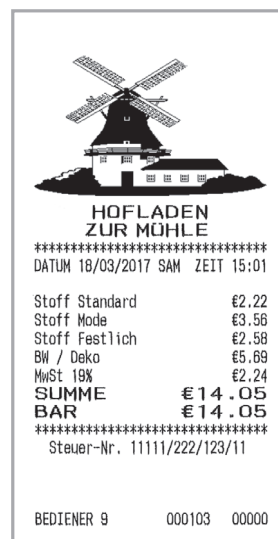 HOFLADEN
ZUR MÜHLE
********************************
DATUM 18/03/2017 SAM ZEIT 15:01
Stoff Standard €2.22
Stoff Mode €3.56
Stoff Festlich €2.58
BW / Deko €5.69
MwSt 19% €2.24
SUMME €14.05
BAR €14.05
********************************
Steuer-Nr. 11111/222/123/11
BEDIENER 9 000103 00000